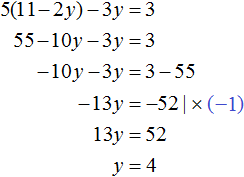 5(11−2y)−3y = 3
55−10y−3y = 3
−10y−3y = 3−55
−13y = −52 | × (−1)
13y = 52
y = 4